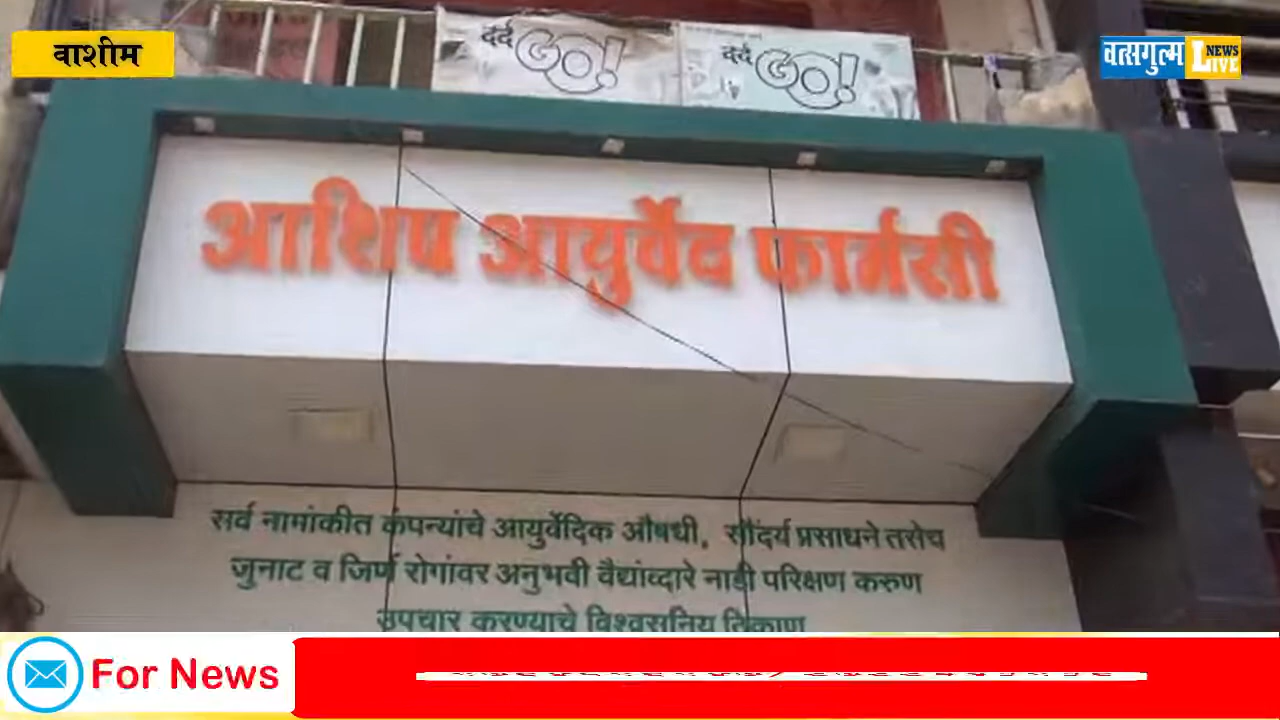 वाशीम
दर्द GO!
दर्द GO!
वत्सगुल्म LIVE NEWS
आशिष आयुर्वेद फार्मसी
सर्व नामांकीत कंपन्यांचे आयुर्वेदिक औषधी, सौंदर्य प्रसाधने तसेच
जुनाट व जिर्ण रोगांवर अनुभवी वैद्यांव्दारे नाडी परिक्षण करुण
उपचार करण्याचे विश्वसनिय ठिकाण
For News